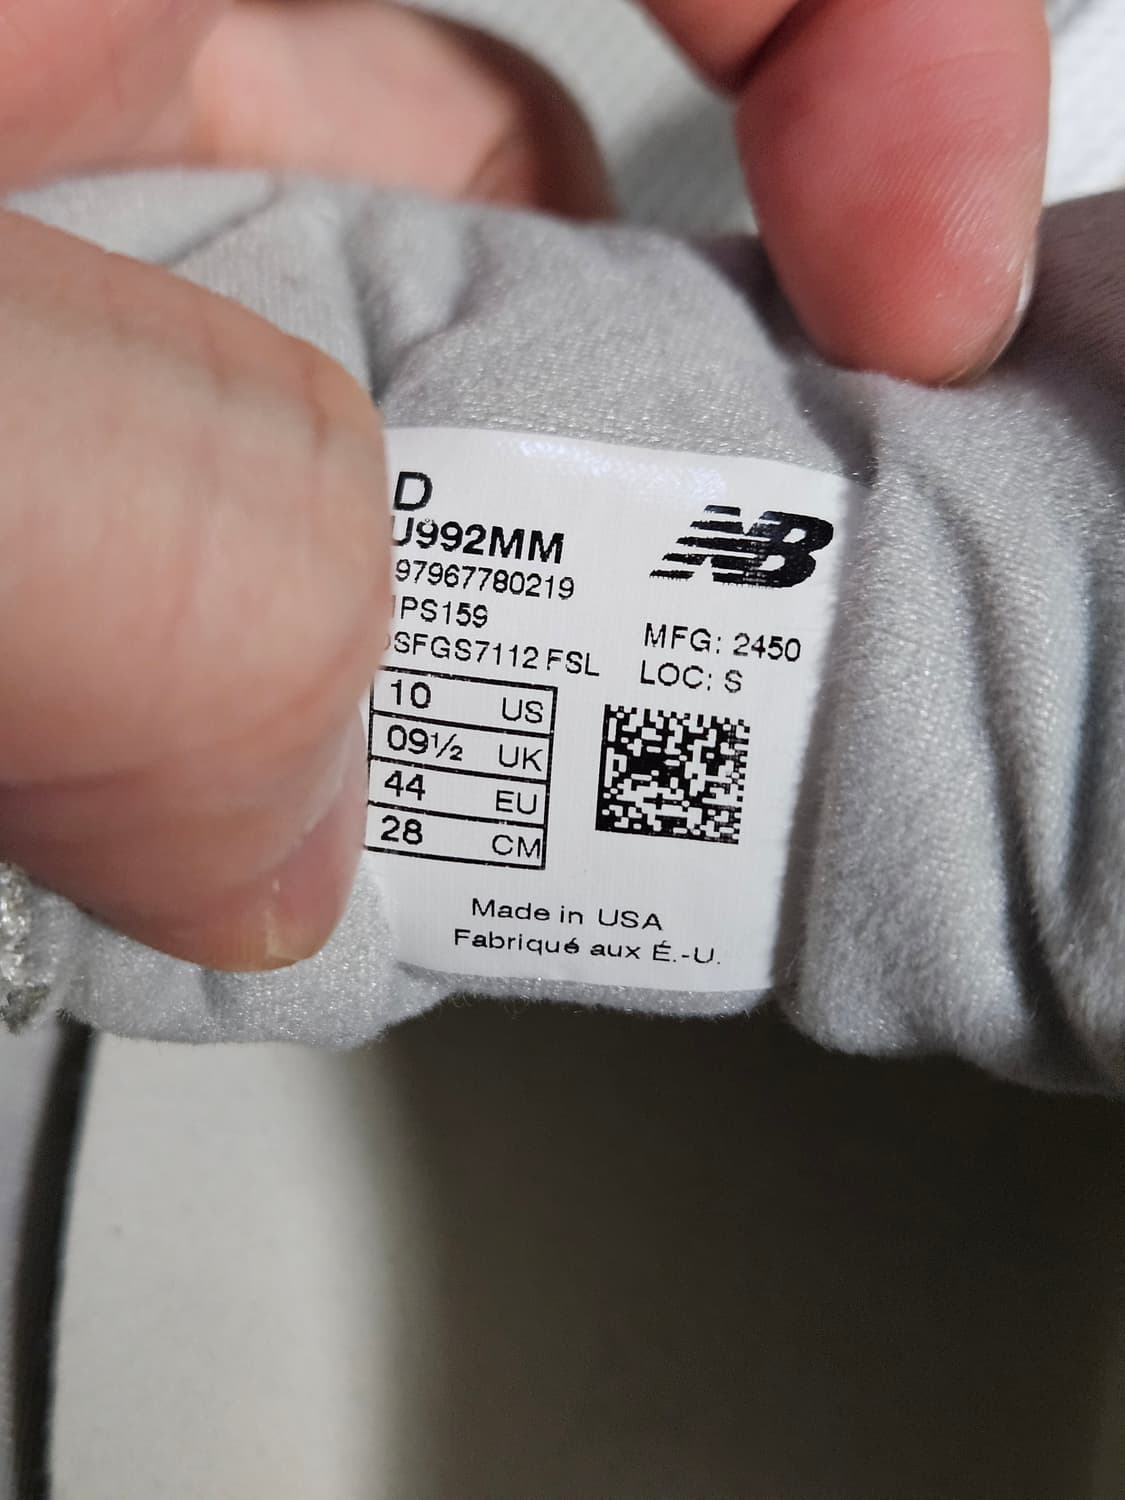 D
U992MM
97967780219
PS159
SFGS7112 FSL
10 US
09½ UK
44 EU
28 CM
NB
MFG: 2450
LOC: S
Made in USA
Fabriqué aux É.-U.